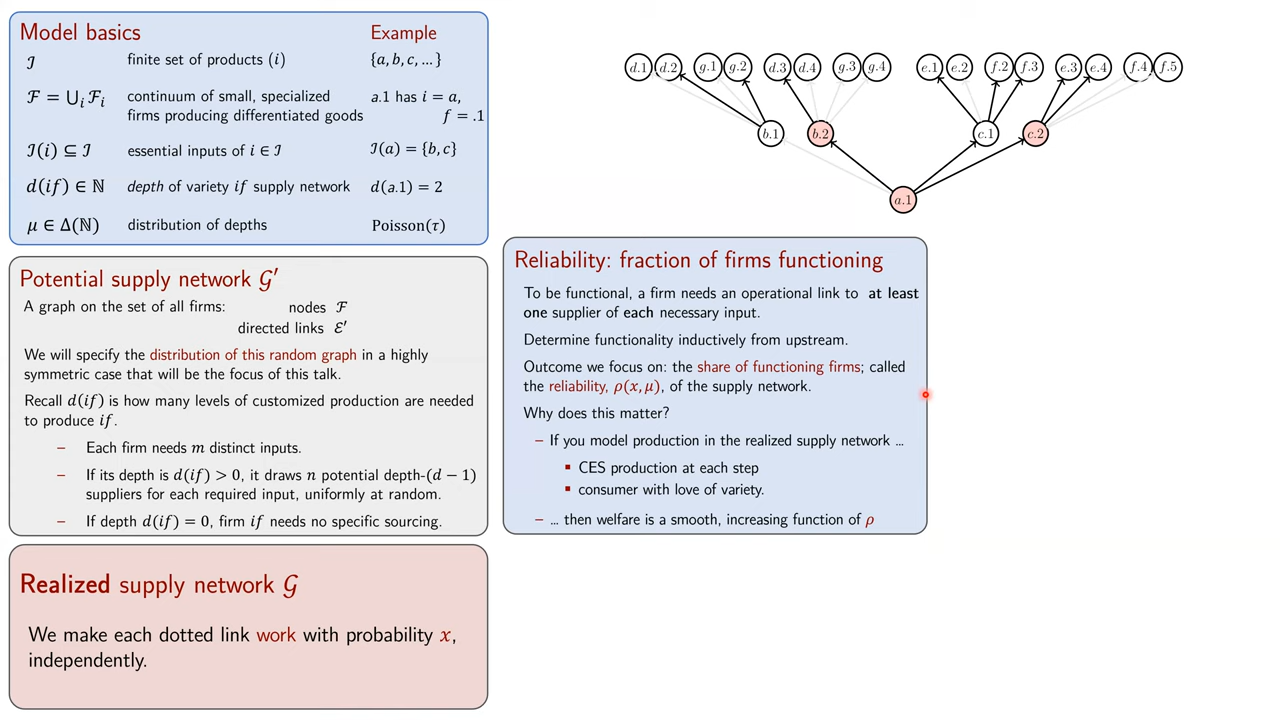 Model basics Example
𝓘 finite set of products (i) {a, b, c, … }
ℱ = ⋃ᵢ ℱᵢ continuum of small, specialized a.1 has i = a,
firms producing differentiated goods f = .1
𝓘(i) ⊆ 𝓘 essential inputs of i ∈ 𝓘 𝓘(a) = {b, c}
d(if) ∈ ℕ depth of variety if supply network d(a.1) = 2
μ ∈ Δ(ℕ) distribution of depths Poisson(τ)
Potential supply network 𝒢′
A graph on the set of all firms: nodes ℱ
directed links ℰ′
We will specify the distribution of this random graph in a highly
symmetric case that will be the focus of this talk.
Recall d(if) is how many levels of customized production are needed
to produce if.
– Each firm needs m distinct inputs.
– If its depth is d(if) > 0, it draws n potential depth-(d − 1)
suppliers for each required input, uniformly at random.
– If depth d(if) = 0, firm if needs no specific sourcing.
Realized supply network 𝒢
We make each dotted link work with probability x,
independently.
d.1 d.2 g.1 g.2 d.3 d.4 g.3 g.4 e.1 e.2 f.2 f.3 e.3 e.4 f.4 f.5
b.1 b.2 c.1 c.2
a.1
Reliability: fraction of firms functioning
To be functional, a firm needs an operational link to at least
one supplier of each necessary input.
Determine functionality inductively from upstream.
Outcome we focus on: the share of functioning firms; called
the reliability, ρ(x, μ), of the supply network.
Why does this matter?
– If you model production in the realized supply network …
▪ CES production at each step
▪ consumer with love of variety.
– … then welfare is a smooth, increasing function of ρ